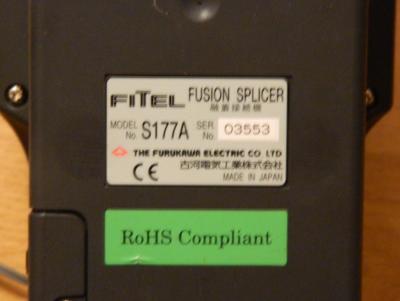 FITEL FUSION SPLICER
融着接続機
MODEL No. S177A SER. No. 03553
THE FURUKAWA ELECTRIC CO. LTD
古河電気工業株式会社
CE MADE IN JAPAN
RoHS Compliant